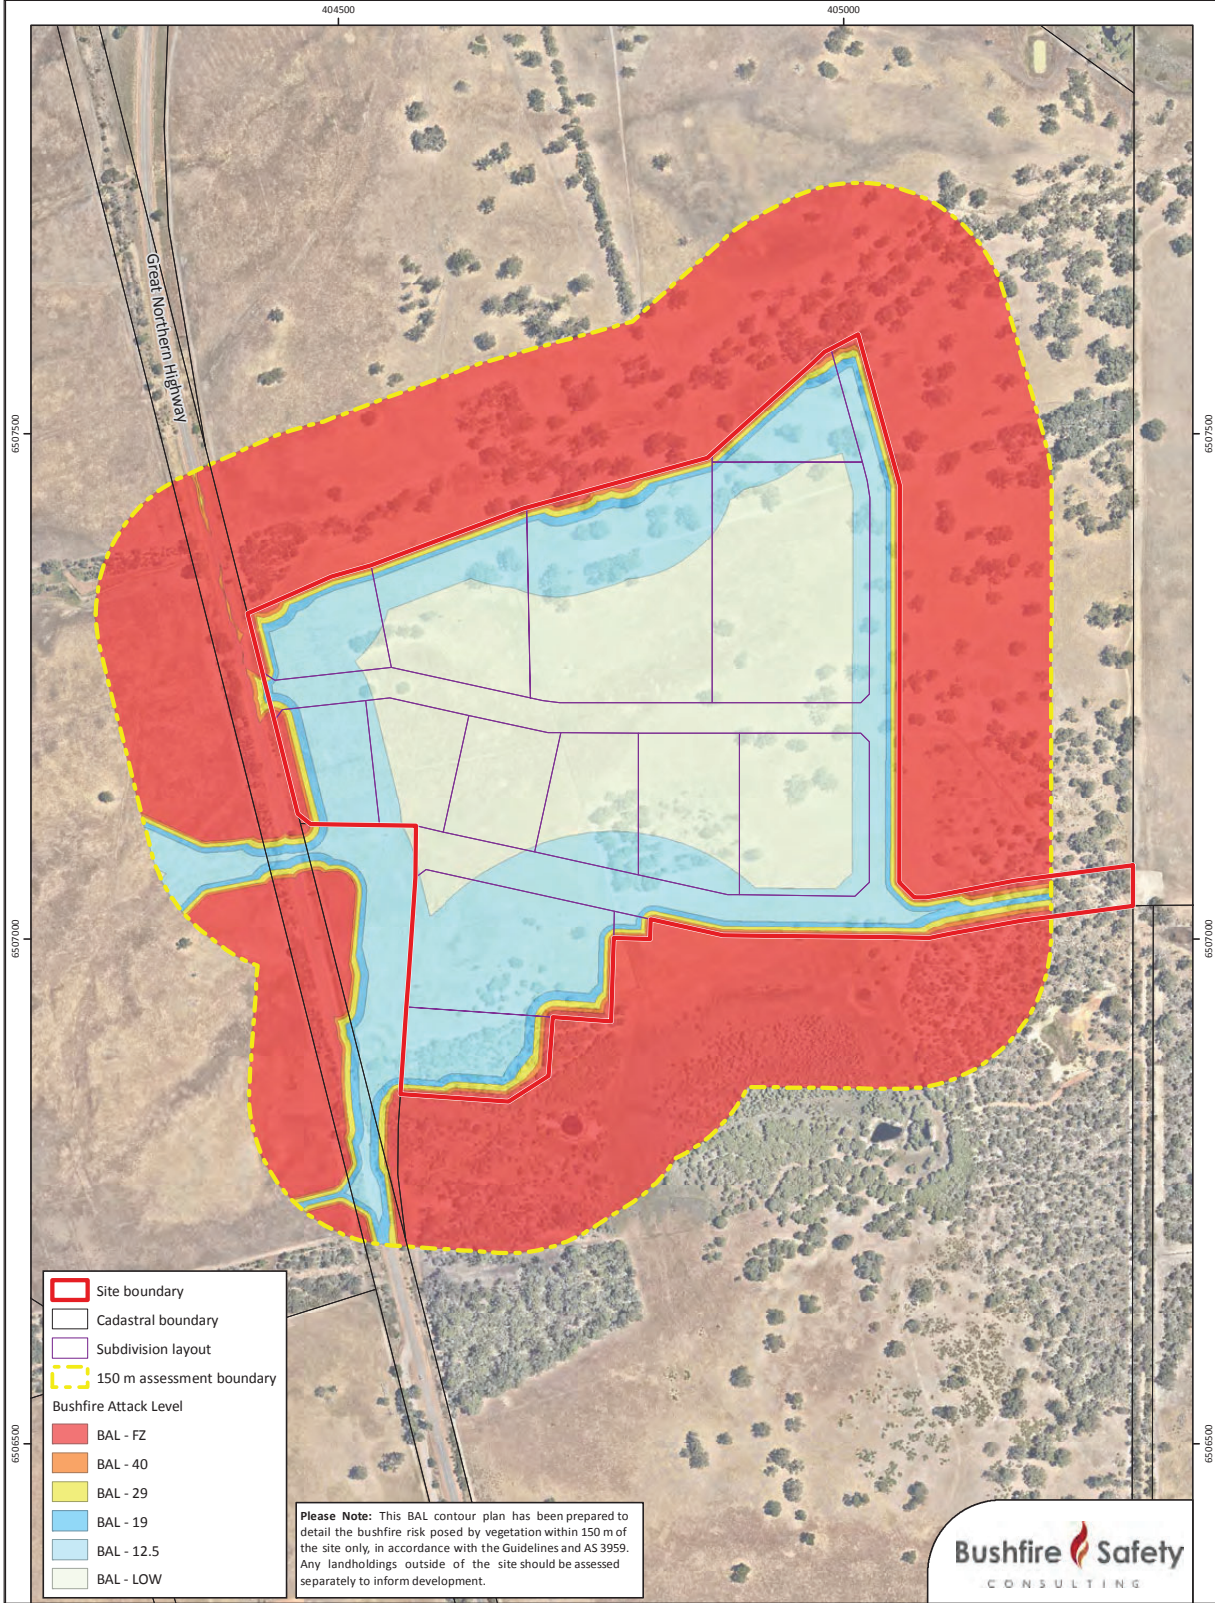 404500
405000
Great Northern Highway
6507500
6507500
6507000
6507000
6506500
6506500
Site boundary
Cadastral boundary
Subdivision layout
150 m assessment boundary
Bushfire Attack Level
BAL - FZ
BAL - 40
BAL - 29
BAL - 19
BAL - 12.5
BAL - LOW
Please Note: This BAL contour plan has been prepared to
detail the bushfire risk posed by vegetation within 150 m of
the site only, in accordance with the Guidelines and AS 3959.
Any landholdings outside of the site should be assessed
separately to inform development.
Bushfire Safety
CONSULTING